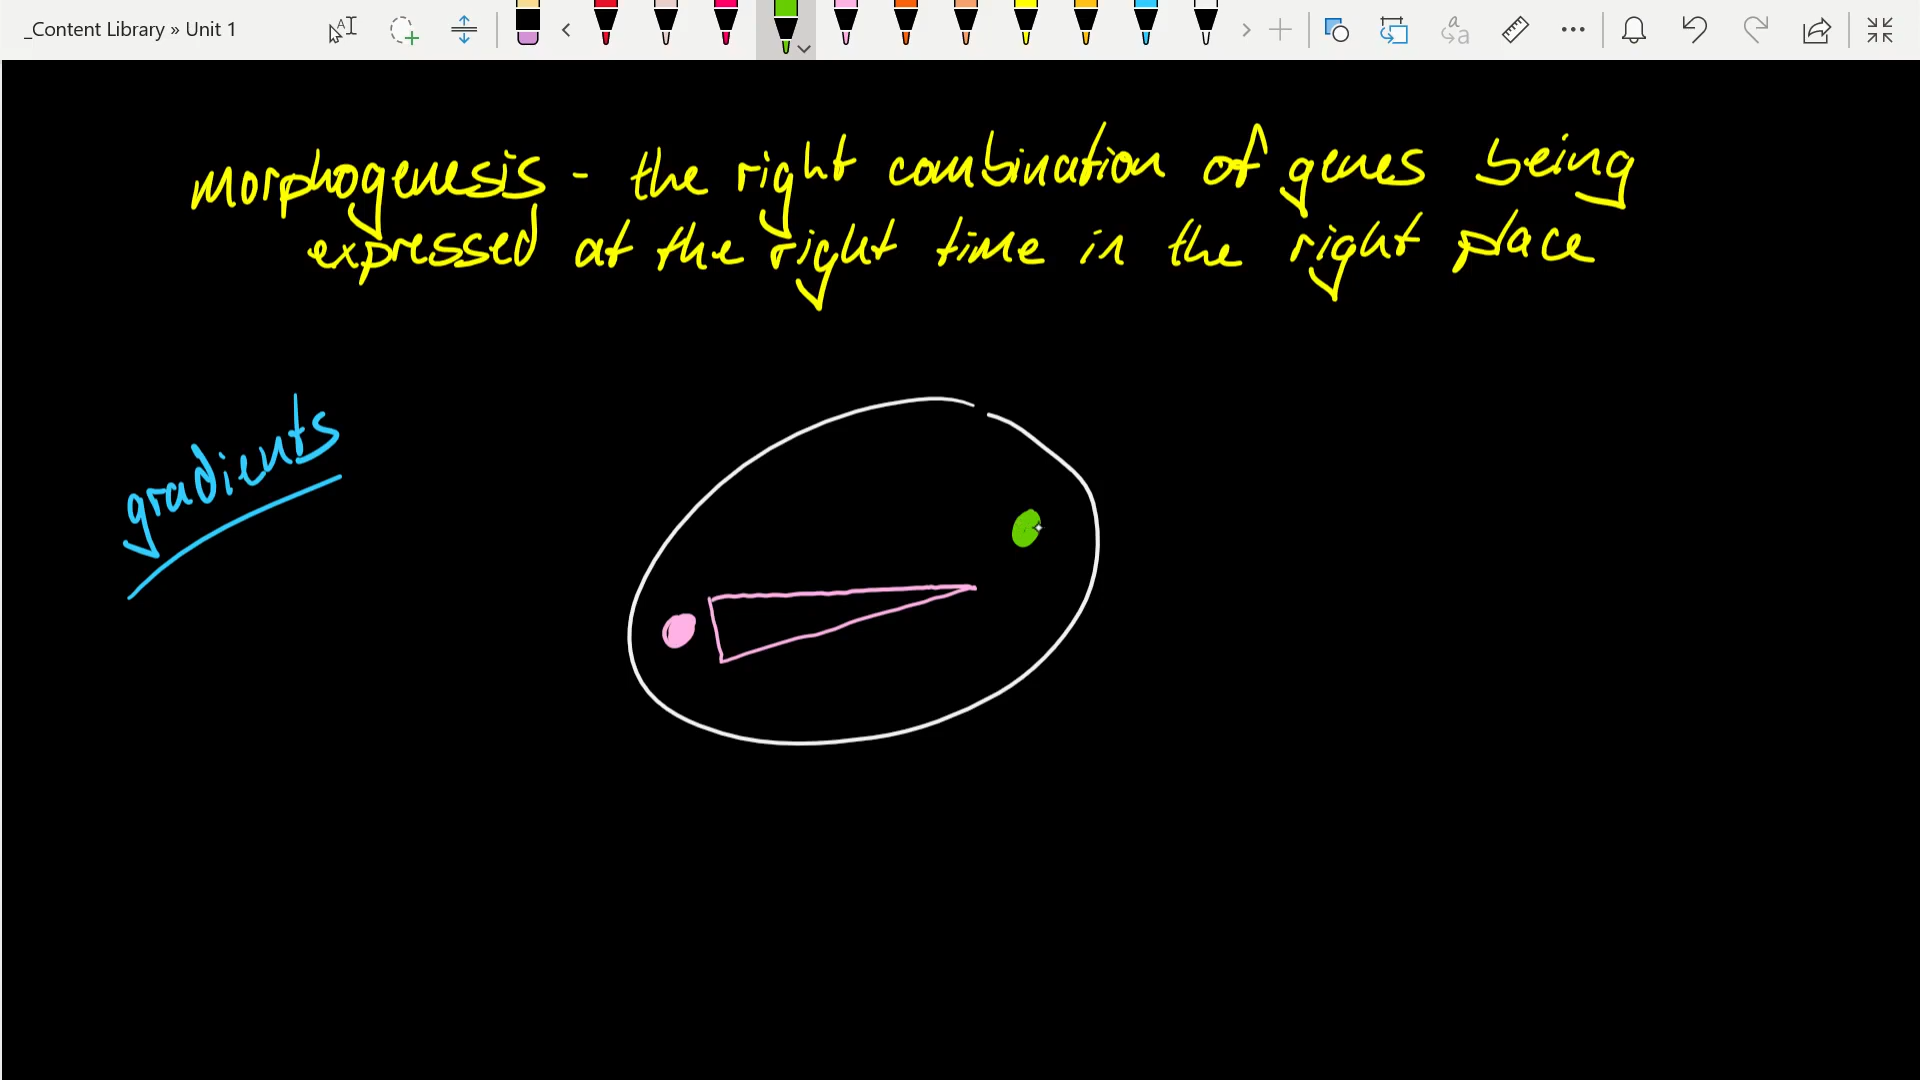 _Content Library » Unit 1
morphogenesis - the right combination of genes being
expressed at the right time in the right place
gradients